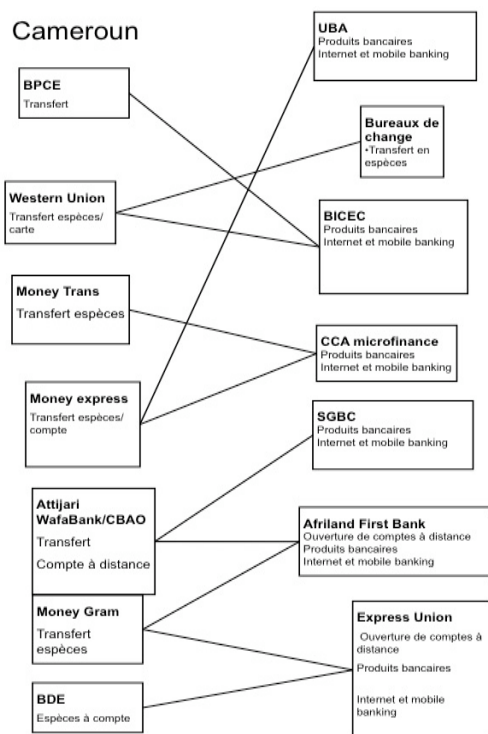 Cameroun
BPCE
Transfert
Western Union
Transfert espèces/
carte
Money Trans
Transfert espèces
Money express
Transfert espèces/
compte
Attijari
WafaBank/CBAO
Transfert
Compte à distance
Money Gram
Transfert
espèces
BDE
Espèces à compte
UBA
Produits bancaires
Internet et mobile banking
Bureaux de
change
•Transfert en
espèces
BICEC
Produits bancaires
Internet et mobile banking
CCA microfinance
Produits bancaires
Internet et mobile banking
SGBC
Produits bancaires
Internet et mobile banking
Afriland First Bank
Ouverture de comptes à distance
Produits bancaires
Internet et mobile banking
Express Union
Ouverture de comptes à
distance
Produits bancaires
Internet et mobile
banking